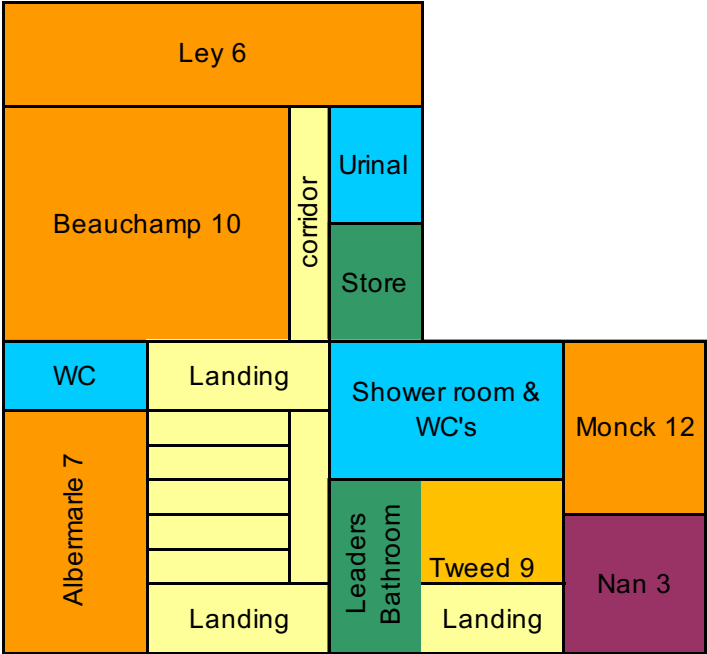 Ley 6
Beauchamp 10
corridor
Urinal
Store
WC
Landing
Shower room &
WC's
Monck 12
Albermarle 7
Leaders
Bathroom
Tweed 9
Nan 3
Landing
Landing